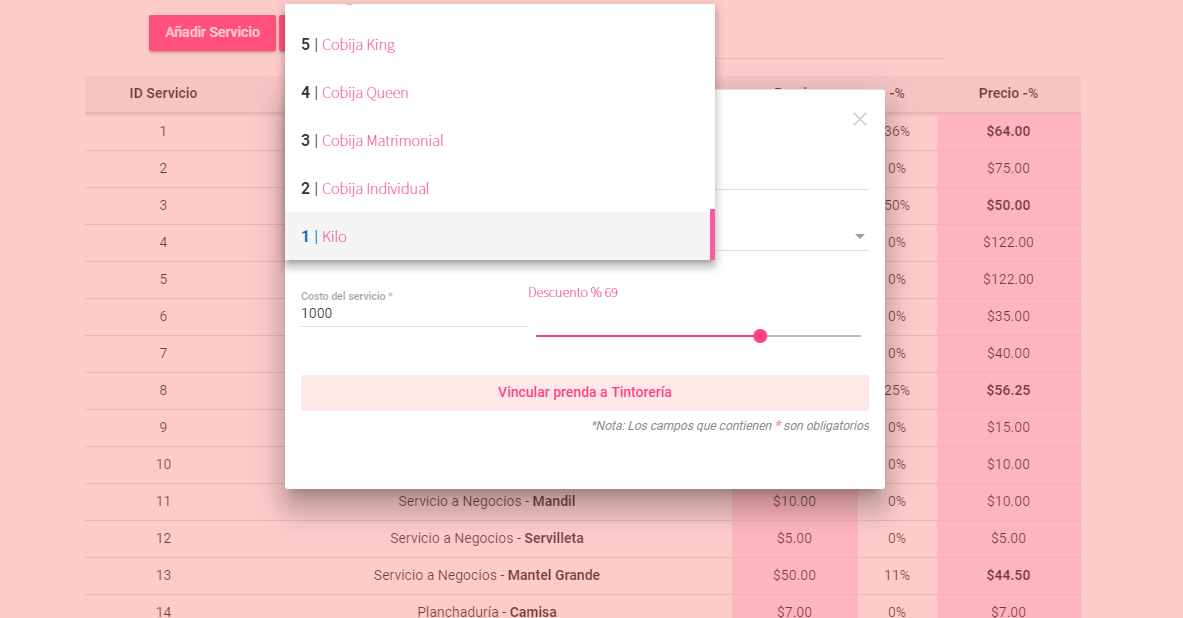 Añadir Servicio
5 | Cobija King
4 | Cobija Queen
3 | Cobija Matrimonial
2 | Cobija Individual
1 | Kilo
Costo del servicio *
1000
Descuento % 69
Vincular prenda a Tintorería
*Nota: Los campos que contienen * son obligatorios
ID Servicio -% Precio -%
1 36% $64.00
2 0% $75.00
3 50% $50.00
4 0% $122.00
5 0% $122.00
6 0% $35.00
7 0% $40.00
8 25% $56.25
9 0% $15.00
10 0% $10.00
11 Servicio a Negocios - Mandil $10.00 0% $10.00
12 Servicio a Negocios - Servilleta $5.00 0% $5.00
13 Servicio a Negocios - Mantel Grande $50.00 11% $44.50
14 Planchaduría - Camisa $7.00 0% $7.00